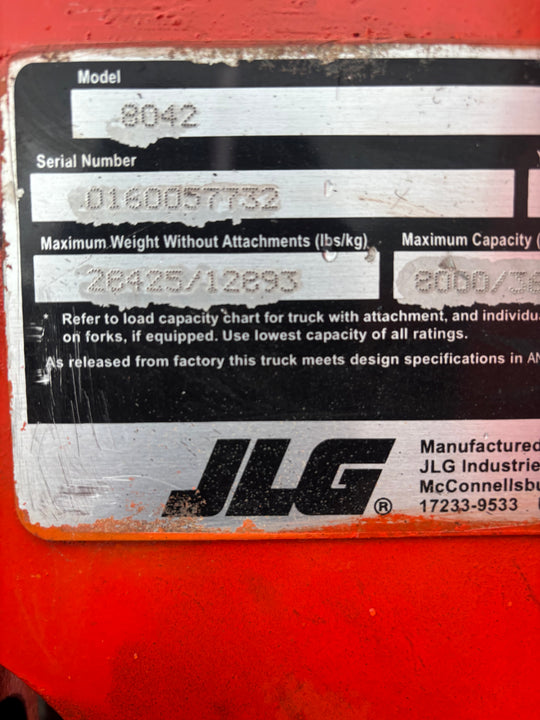 Model
8042
Serial Number
0160057732
Maximum Weight Without Attachments (lbs/kg)
Maximum Capacity (
28425/12893
8000/36
* Refer to load capacity chart for truck with attachment, and individu
on forks, if equipped. Use lowest capacity of all ratings.
As released from factory this truck meets design specifications in AN
JLG®
Manufactured
JLG Industrie
McConnellsbu
17233-9533